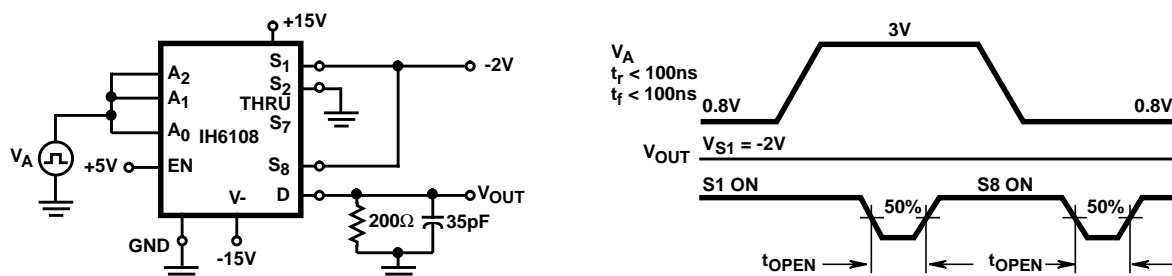 +15V
S1
-2V
A2
S2
THRU
A1
S7
A0
IH6108
VA
+5V
EN
S8
V-
D
VOUT
200Ω
35pF
GND
-15V
VA
tr < 100ns
tf < 100ns
3V
0.8V
0.8V
VOUT
VS1 = -2V
S1 ON
S8 ON
50%
50%
tOPEN
tOPEN